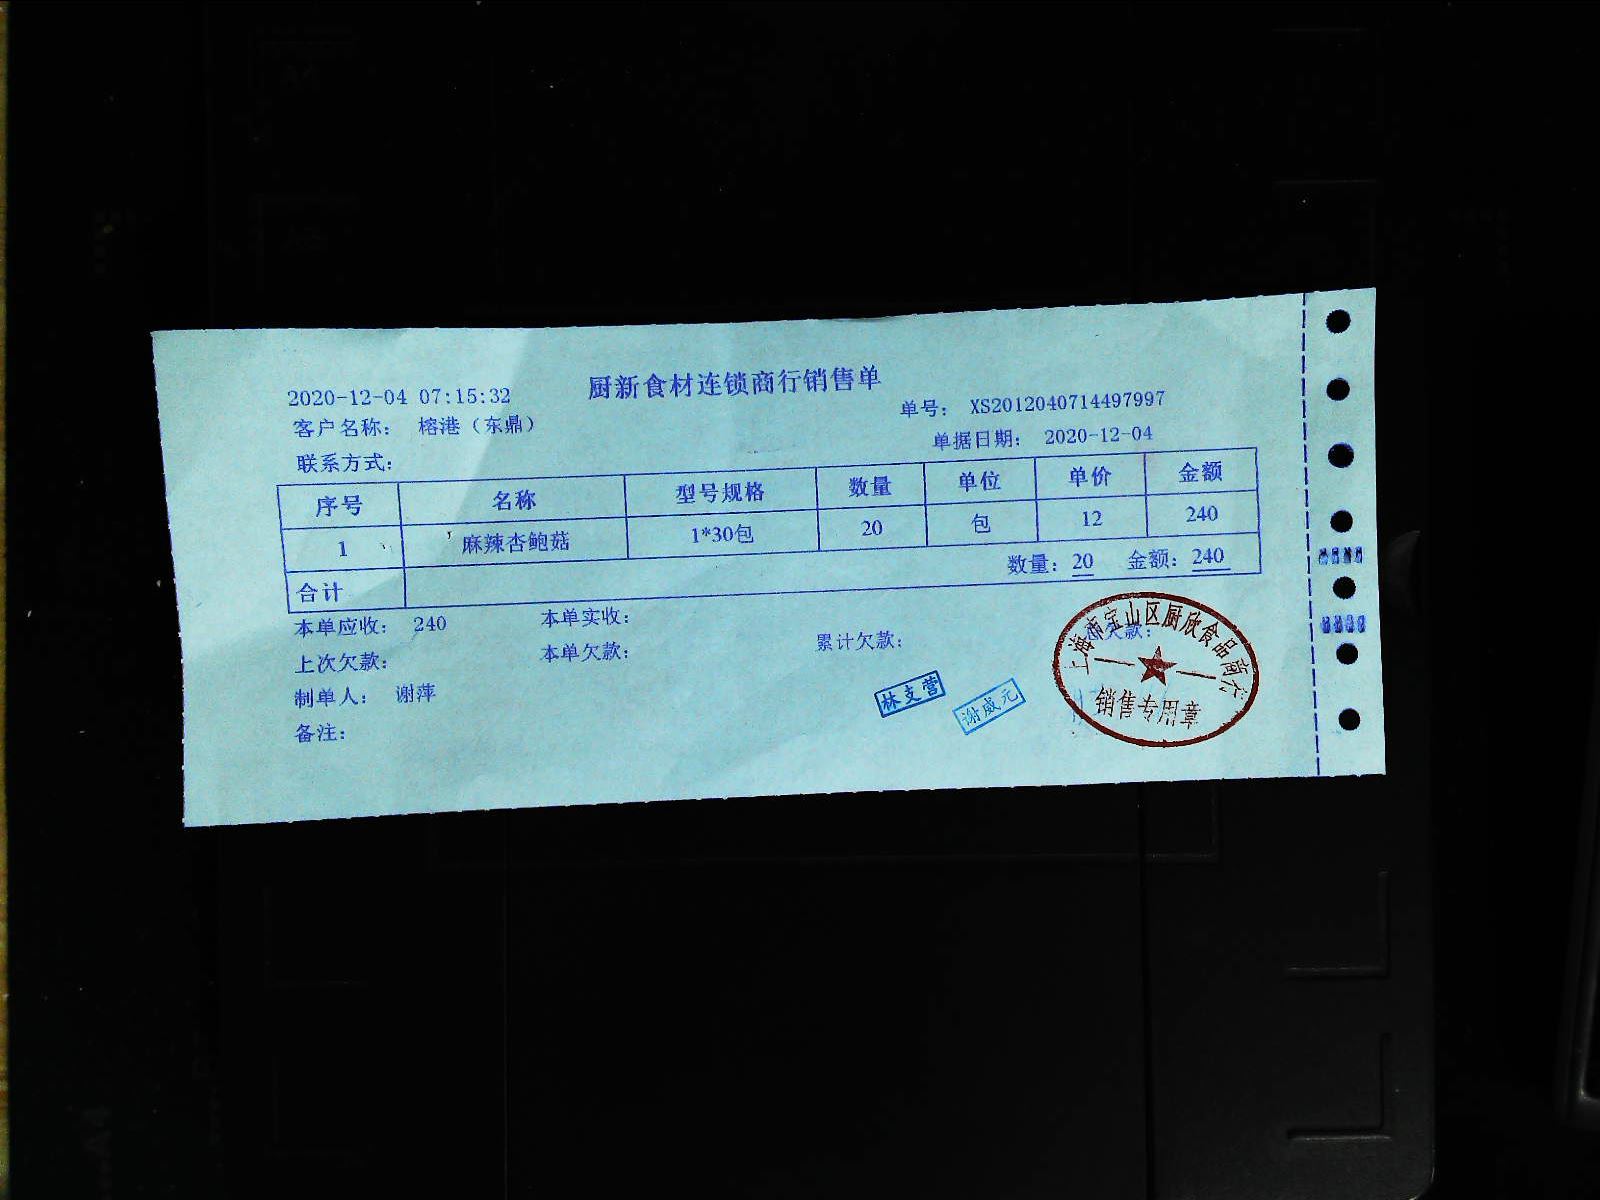 厨新食材连锁商行销售单
2020-12-04 07:15:32
单号： XS2012040714497997
客户名称： 榕港（东鼎）
单据日期： 2020-12-04
联系方式：
序号 名称 型号规格 数量 单位 单价 金额
1 麻辣杏鲍菇 1*30包 20 包 12 240
合计 数量：20 金额：240
本单应收： 240 本单实收：
上次欠款： 本单欠款： 累计欠款： 欠款：
制单人： 谢萍
备注：
林支营
谢威元
上海市宝山区厨欣食品商行
销售专用章